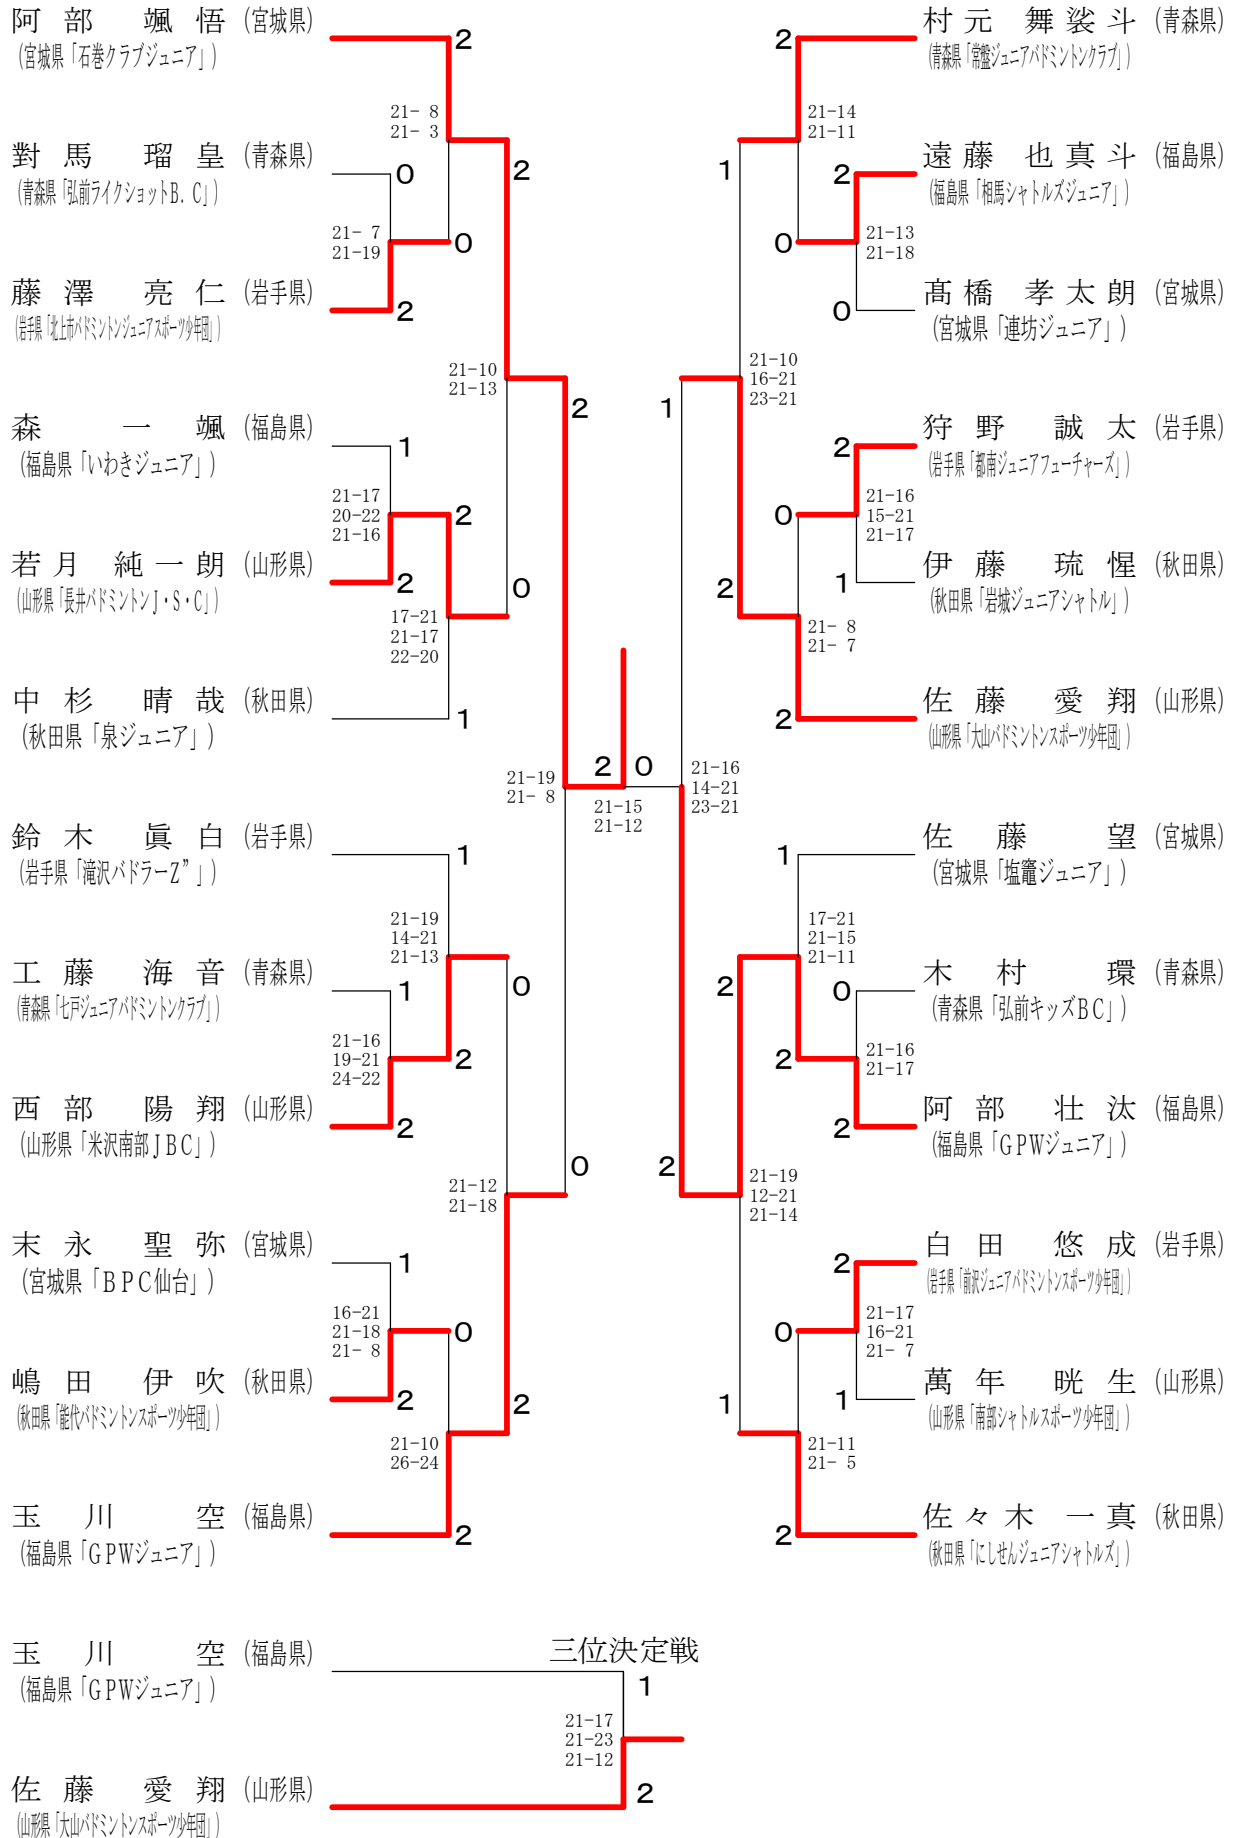 阿部 颯悟 (宮城県)
(宮城県「石巻クラブジュニア」)
2
21- 8
21- 3
對馬 瑠皇 (青森県)
(青森県「弘前ライクショットB.C」)
0
2
21- 7
21-19
0
藤澤 亮仁 (岩手県)
(岩手県「北上市バドミントンジュニアスポーツ少年団」)
2
21-10
21-13
2
森 一颯 (福島県)
(福島県「いわきジュニア」)
1
21-17
20-22
21-16
2
若月 純一朗 (山形県)
(山形県「長井バドミントンJ・S・C」)
2
0
17-21
21-17
22-20
中杉 晴哉 (秋田県)
(秋田県「泉ジュニア」)
1
21-19
21- 8
2
0
21-15
21-12
鈴木 眞白 (岩手県)
(岩手県「滝沢バドラーZ”」)
1
21-19
14-21
21-13
工藤 海音 (青森県)
(青森県「七戸ジュニアバドミントンクラブ」)
1
0
21-16
19-21
24-22
2
西部 陽翔 (山形県)
(山形県「米沢南部JBC」)
2
21-12
21-18
0
末永 聖弥 (宮城県)
(宮城県「BPC仙台」)
1
16-21
21-18
21- 8
0
嶋田 伊吹 (秋田県)
(秋田県「能代バドミントンスポーツ少年団」)
2
2
21-10
26-24
玉川 空 (福島県)
(福島県「GPWジュニア」)
2
村元 舞裟斗 (青森県)
(青森県「常盤ジュニアバドミントンクラブ」)
2
21-14
21-11
1
遠藤 也真斗 (福島県)
(福島県「相馬シャトルズジュニア」)
2
0
21-13
21-18
髙橋 孝太朗 (宮城県)
(宮城県「連坊ジュニア」)
0
21-10
16-21
23-21
1
狩野 誠太 (岩手県)
(岩手県「都南ジュニアフューチャーズ」)
2
21-16
15-21
21-17
0
伊藤 琉惺 (秋田県)
(秋田県「岩城ジュニアシャトル」)
1
2
21- 8
21- 7
佐藤 愛翔 (山形県)
(山形県「大山バドミントンスポーツ少年団」)
2
21-16
14-21
23-21
佐藤 望 (宮城県)
(宮城県「塩竈ジュニア」)
1
17-21
21-15
21-11
木村 環 (青森県)
(青森県「弘前キッズBC」)
0
2
21-16
21-17
2
阿部 壮汰 (福島県)
(福島県「GPWジュニア」)
2
2
21-19
12-21
21-14
白田 悠成 (岩手県)
(岩手県「前沢ジュニアバドミントンスポーツ少年団」)
2
21-17
16-21
21- 7
0
萬年 晄生 (山形県)
(山形県「南部シャトルスポーツ少年団」)
1
1
21-11
21- 5
佐々木 一真 (秋田県)
(秋田県「にしせんジュニアシャトルズ」)
2
三位決定戦
玉川 空 (福島県)
(福島県「GPWジュニア」)
1
21-17
21-23
21-12
佐藤 愛翔 (山形県)
(山形県「大山バドミントンスポーツ少年団」)
2